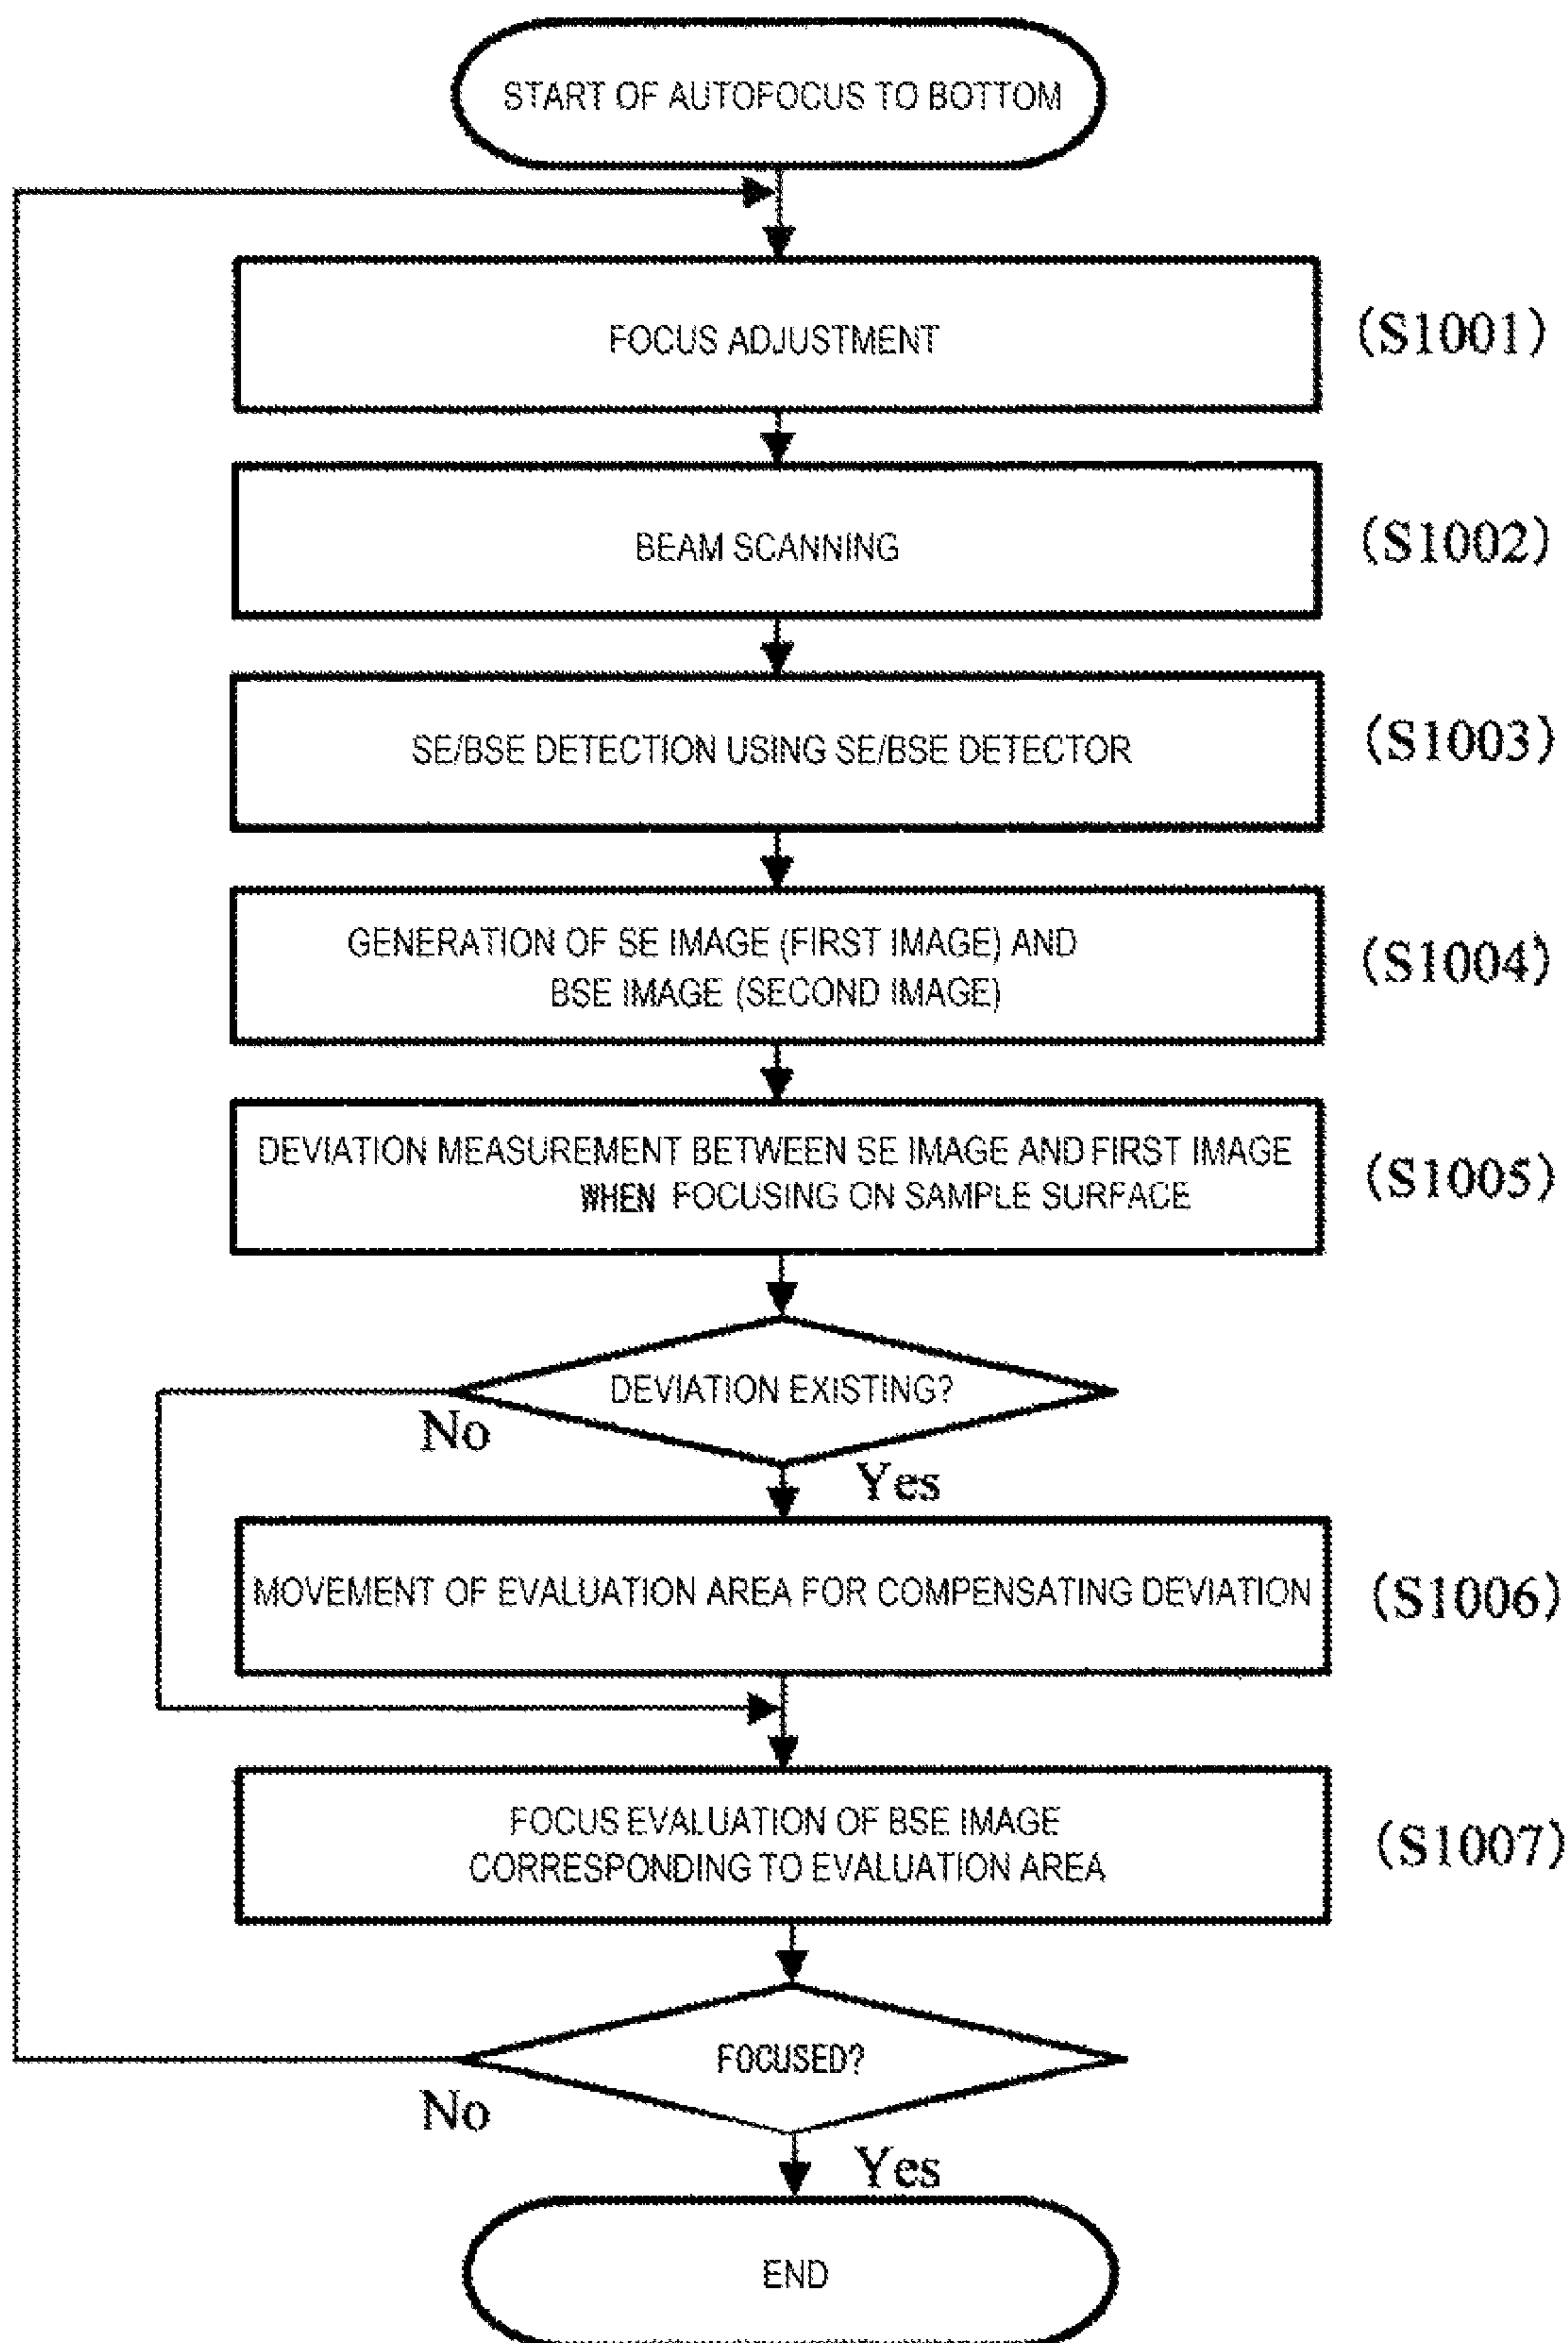 START OF AUTOFOCUS TO BOTTOM
FOCUS ADJUSTMENT
(S1001)
BEAM SCANNING
(S1002)
SE/BSE DETECTION USING SE/BSE DETECTOR
(S1003)
GENERATION OF SE IMAGE (FIRST IMAGE) AND
BSE IMAGE (SECOND IMAGE)
(S1004)
DEVIATION MEASUREMENT BETWEEN SE IMAGE AND FIRST IMAGE
WHEN FOCUSING ON SAMPLE SURFACE
(S1005)
DEVIATION EXISTING?
No
Yes
MOVEMENT OF EVALUATION AREA FOR COMPENSATING DEVIATION
(S1006)
FOCUS EVALUATION OF BSE IMAGE
CORRESPONDING TO EVALUATION AREA
(S1007)
FOCUSED?
No
Yes
END